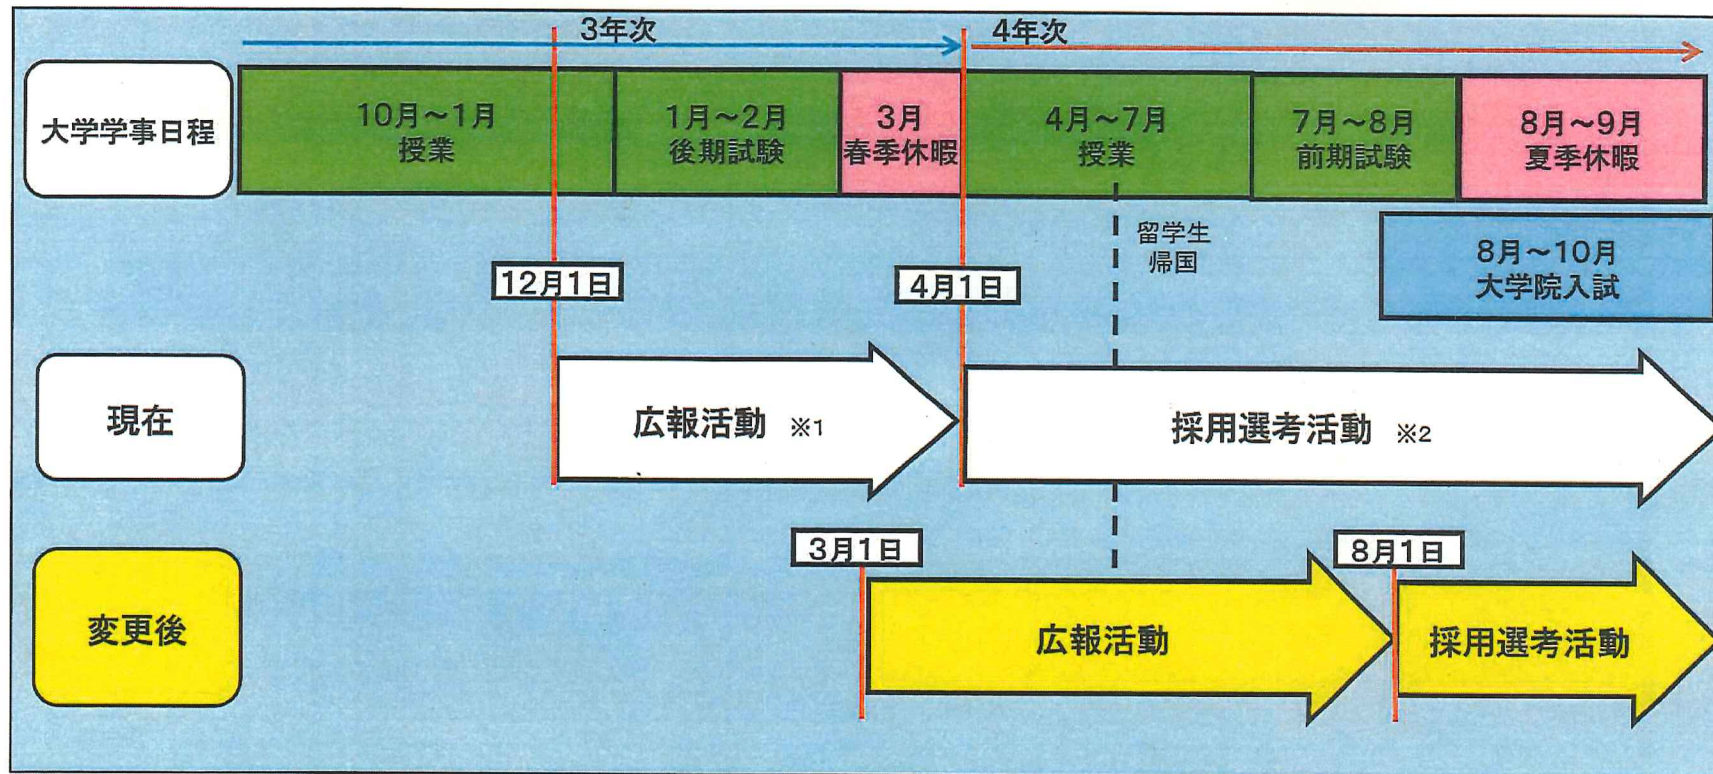 3年次
4年次
大学学事日程
10月～1月
授業
1月～2月
後期試験
3月
春季休暇
4月～7月
授業
7月～8月
前期試験
8月～9月
夏季休暇
留学生
帰国
8月～10月
大学院入試
12月1日
4月1日
現在
広報活動 ※1
採用選考活動 ※2
3月1日
8月1日
変更後
広報活動
採用選考活動